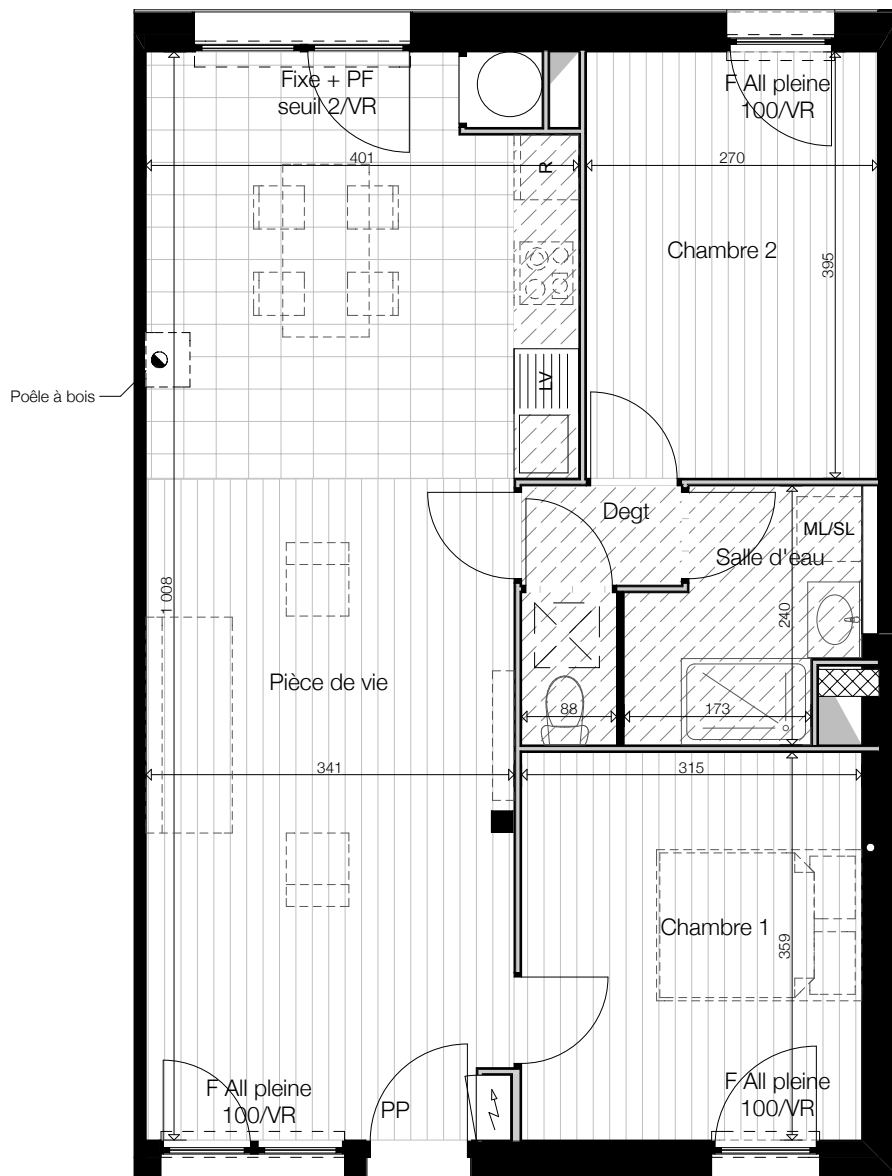 Fixe + PF
seuil 2/VR
F All pleine
100/VR
401
270
R
Chambre 2
395
LV
Poêle à bois
Degt
ML/SL
Salle d'eau
1 008
240
Pièce de vie
88
173
341
315
Chambre 1
359
F All pleine
100/VR
PP
F All pleine
100/VR